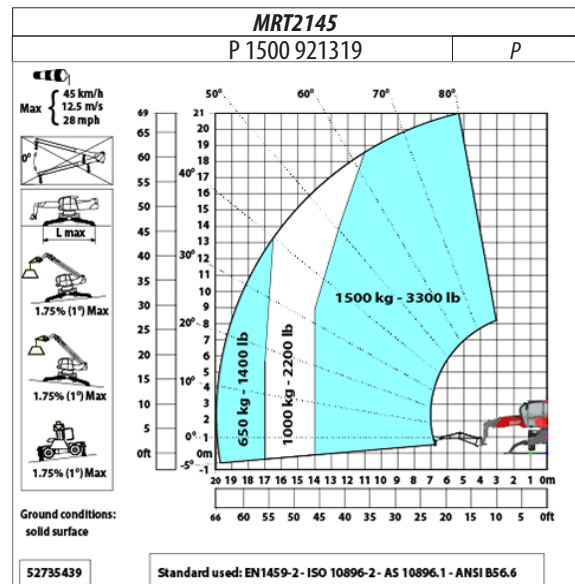 MRT2145
P 1500 921319 P
Max { 45 km/h
12.5 m/s
28 mph
0°
L max
1.75% (1°) Max
1.75% (1°) Max
1.75% (1°) Max
Ground conditions:
solid surface
50° 60° 70° 80°
40°
30°
20°
10°
0°
-5°
69
65
60
55
50
45
40
35
30
25
20
15
10
5
0ft
21
20
19
18
17
16
15
14
13
12
11
10
9
8
7
6
5
4
3
2
1
0m
-1
650 kg - 1400 lb
1000 kg - 2200 lb
1500 kg - 3300 lb
20 19 18 17 16 15 14 13 12 11 10 9 8 7 6 5 4 3 2 1 0m
66 60 55 50 45 40 35 30 25 20 15 10 5 0ft
52735439
Standard used: EN1459-2 - ISO 10896-2 - AS 10896.1 - ANSI B56.6